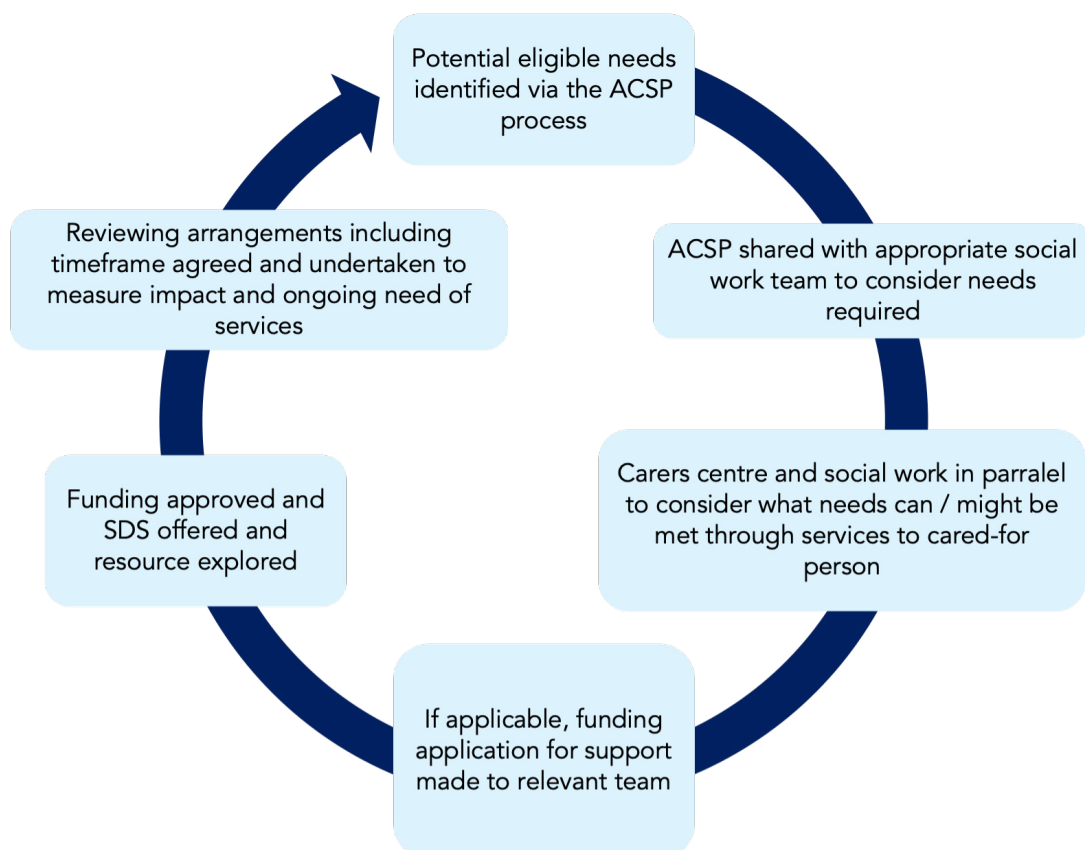 Potential eligible needs
identified via the ACSP
process
ACSP shared with appropriate social
work team to consider needs
required
Carers centre and social work in parralel
to consider what needs can / might be
met through services to cared-for
person
If applicable, funding
application for support
made to relevant team
Funding approved and
SDS offered and
resource explored
Reviewing arrangements including
timeframe agreed and undertaken to
measure impact and ongoing need of
services